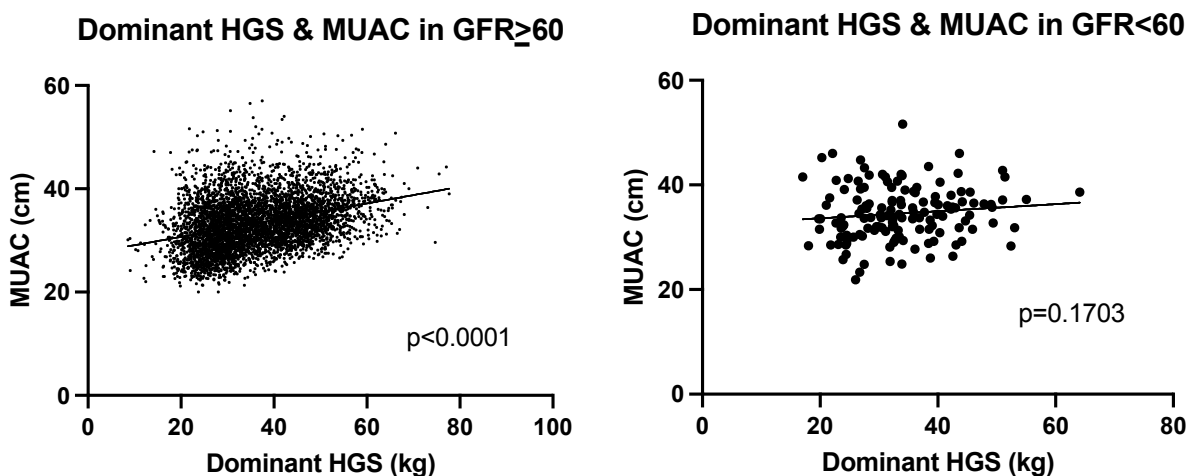 Dominant HGS & MUAC in GFR≥60
60
40
20
0
MUAC (cm)
p<0.0001
0 20 40 60 80 100
Dominant HGS (kg)
Dominant HGS & MUAC in GFR<60
60
40
20
0
MUAC (cm)
p=0.1703
0 20 40 60 80
Dominant HGS (kg)